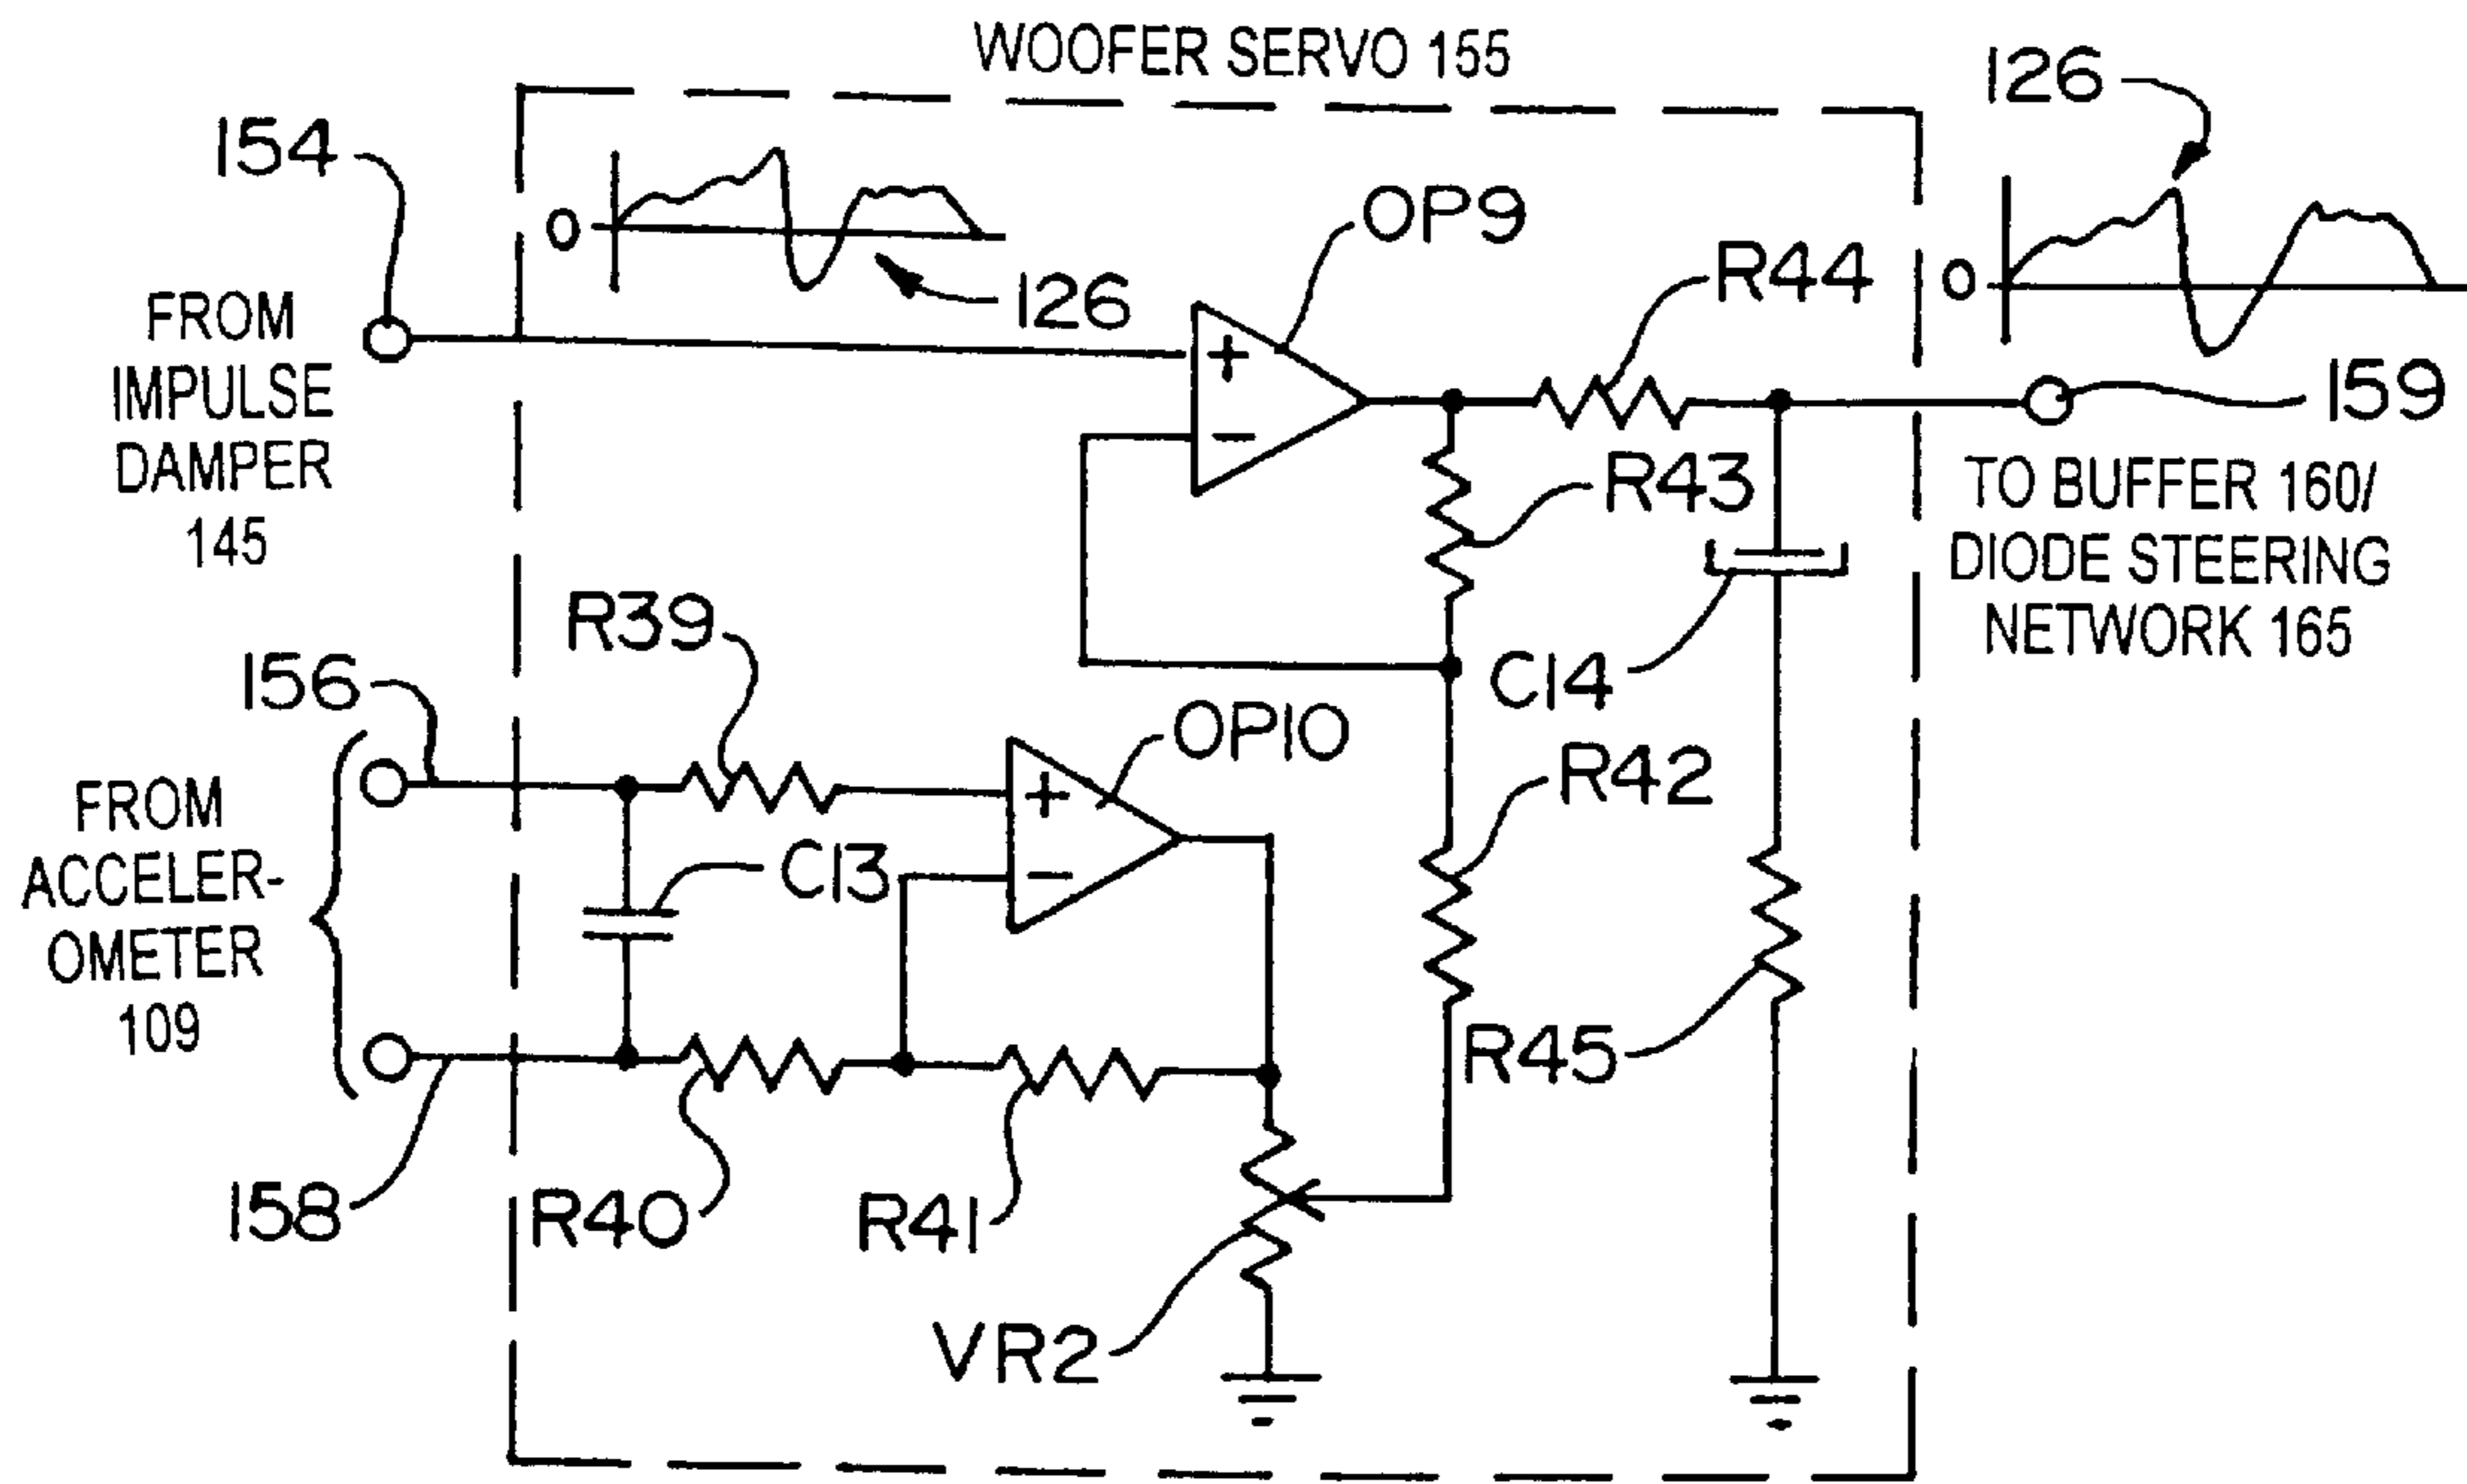 WOOFER SERVO 155
126
154
0
OP9
126
R44
0
FROM
IMPULSE
DAMPER
145
+
−
159
R43
TO BUFFER 160/
DIODE STEERING
NETWORK 165
R39
C14
156
OP10
R42
FROM
ACCELER-
OMETER
109
+
−
C13
R45
158
R40
R41
VR2